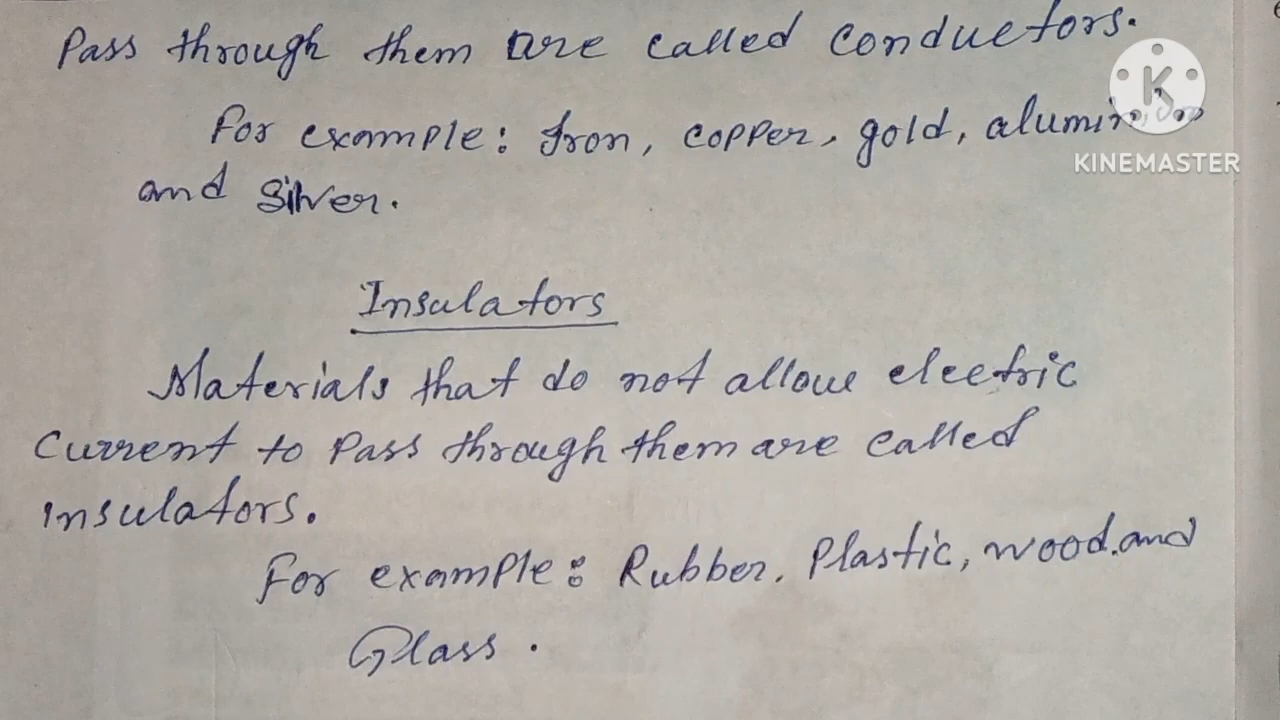 Pass through them are called conductors.
For example: Iron, copper, gold, aluminium
and Silver.
KINEMASTER
Insulators
Materials that do not allow electric
Current to Pass through them are called
insulators.
For example: Rubber, Plastic, wood, and
Glass.